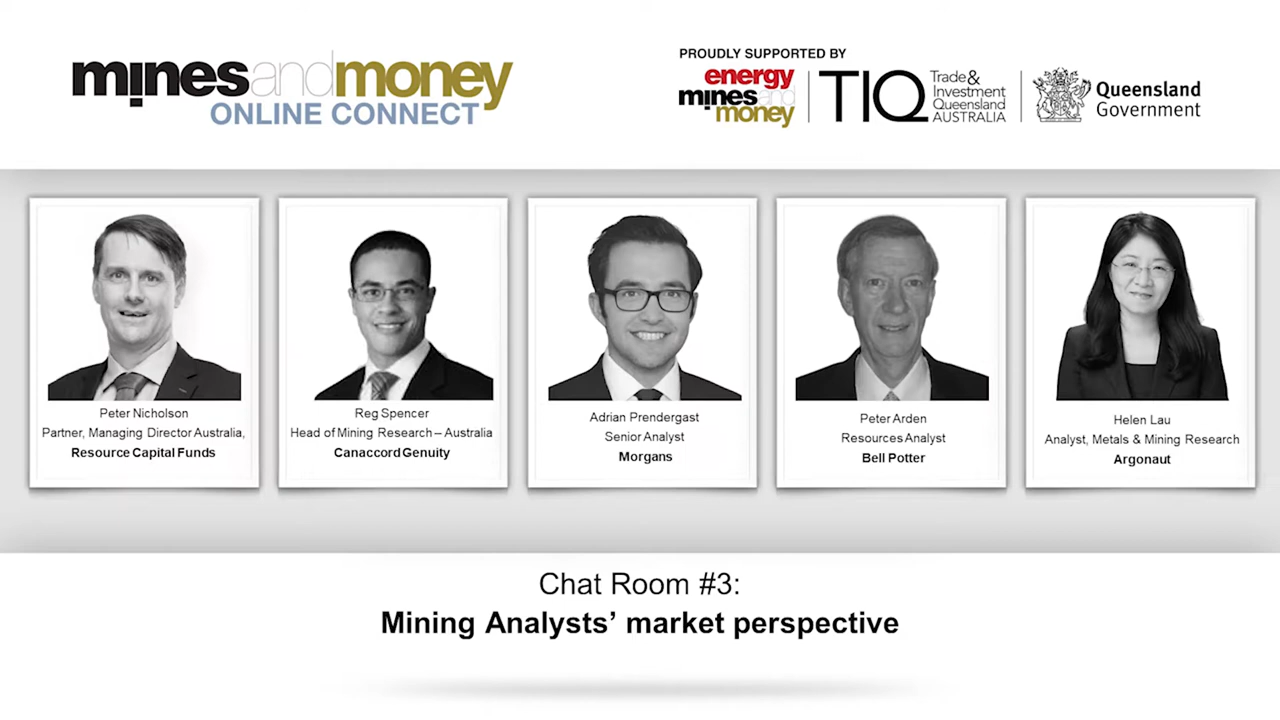 minesandmoney
ONLINE CONNECT
PROUDLY SUPPORTED BY
energy
minesand
money
TIQ
Trade &
Investment
Queensland
AUSTRALIA
Queensland
Government
Peter Nicholson
Partner, Managing Director Australia,
Resource Capital Funds
Reg Spencer
Head of Mining Research – Australia
Canaccord Genuity
Adrian Prendergast
Senior Analyst
Morgans
Peter Arden
Resources Analyst
Bell Potter
Helen Lau
Analyst, Metals & Mining Research
Argonaut
Chat Room #3:
Mining Analysts’ market perspective